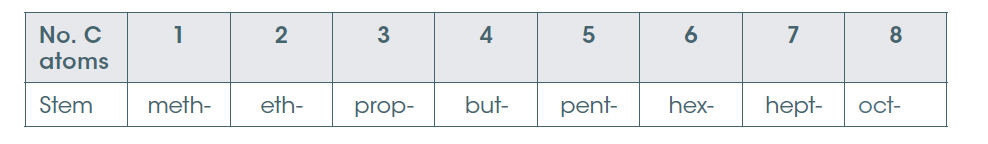 No. C atoms 1 2 3 4 5 6 7 8
Stem meth- eth- prop- but- pent- hex- hept- oct-